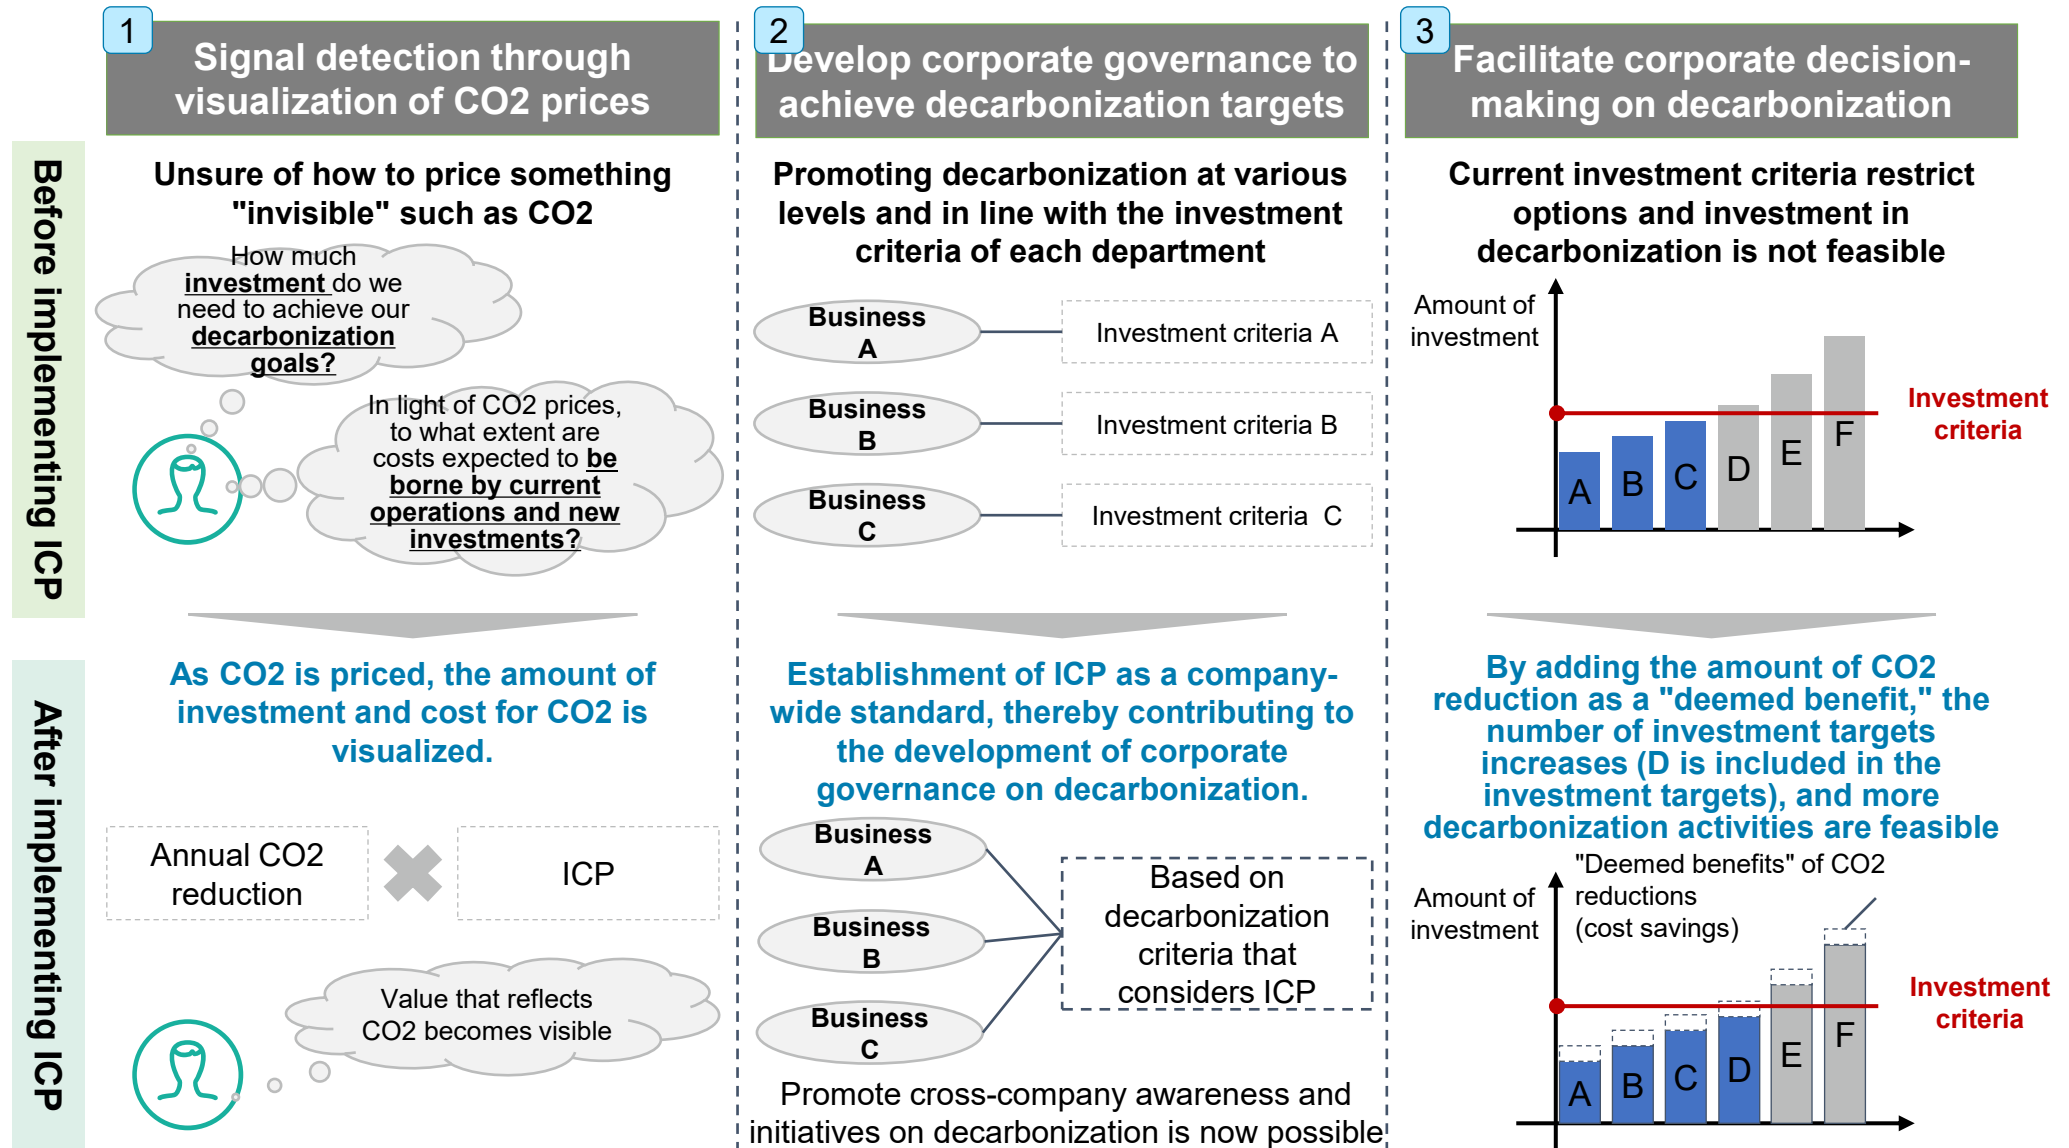 1
Signal detection through
visualization of CO2 prices
2
Develop corporate governance to
achieve decarbonization targets
3
Facilitate corporate decision-
making on decarbonization
Before implementing ICP
Unsure of how to price something
"invisible" such as CO2
How much
investment do we
need to achieve our
decarbonization
goals?
In light of CO2 prices,
to what extent are
costs expected to be
borne by current
operations and new
investments?
Promoting decarbonization at various
levels and in line with the investment
criteria of each department
Business
A
Investment criteria A
Business
B
Investment criteria B
Business
C
Investment criteria C
Current investment criteria restrict
options and investment in
decarbonization is not feasible
Amount of
investment
Investment
criteria
A
B
C
D
E
F
After implementing ICP
As CO2 is priced, the amount of
investment and cost for CO2 is
visualized.
Annual CO2
reduction
ICP
Value that reflects
CO2 becomes visible
Establishment of ICP as a company-
wide standard, thereby contributing to
the development of corporate
governance on decarbonization.
Business
A
Business
B
Business
C
Based on
decarbonization
criteria that
considers ICP
Promote cross-company awareness and
initiatives on decarbonization is now possible
By adding the amount of CO2
reduction as a "deemed benefit," the
number of investment targets
increases (D is included in the
investment targets), and more
decarbonization activities are feasible
"Deemed benefits" of CO2
reductions
(cost savings)
Amount of
investment
Investment
criteria
A
B
C
D
E
F